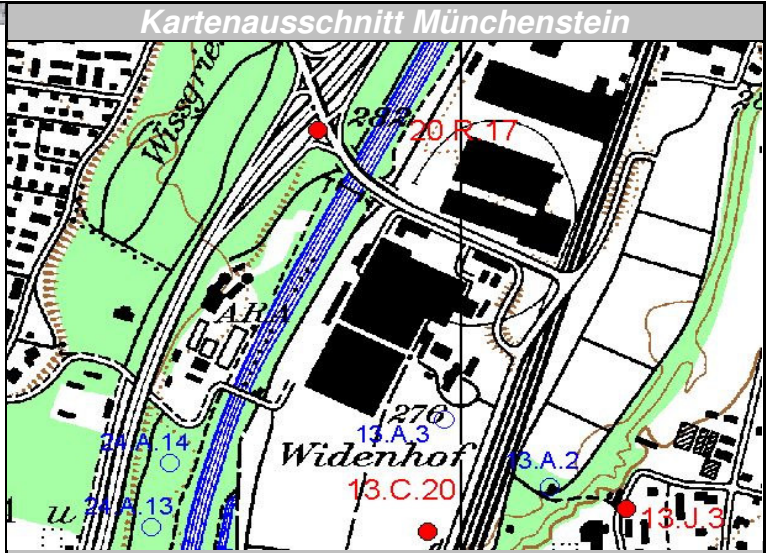 Kartenausschnitt Münchenstein
Wissgrie
282
20.R.17
ARA
276
13.A.3
Widenhof
24.A.14
13.A.2
13.C.20
24.A.13
u
13.J.3